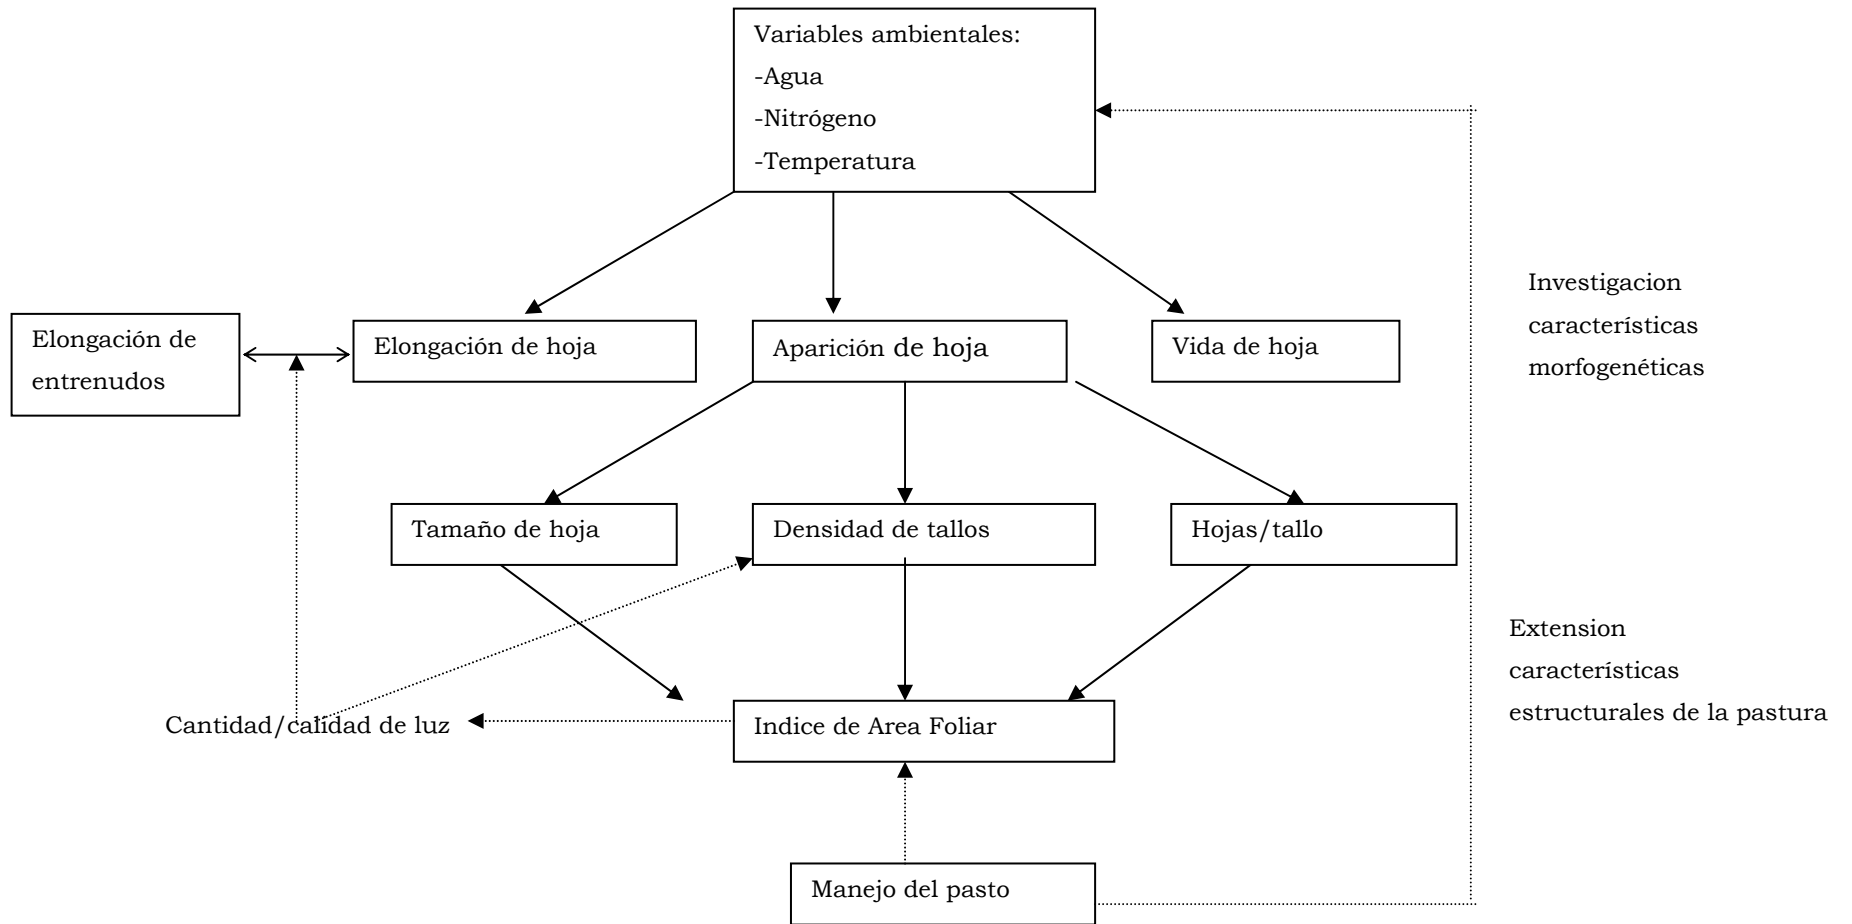 Variables ambientales:
-Agua
-Nitrógeno
-Temperatura
Investigacion
características
morfogenéticas
Elongación de
entrenudos
Elongación de hoja
Aparición de hoja
Vida de hoja
Tamaño de hoja
Densidad de tallos
Hojas/tallo
Extension
características
estructurales de la pastura
Cantidad/calidad de luz
Indice de Area Foliar
Manejo del pasto